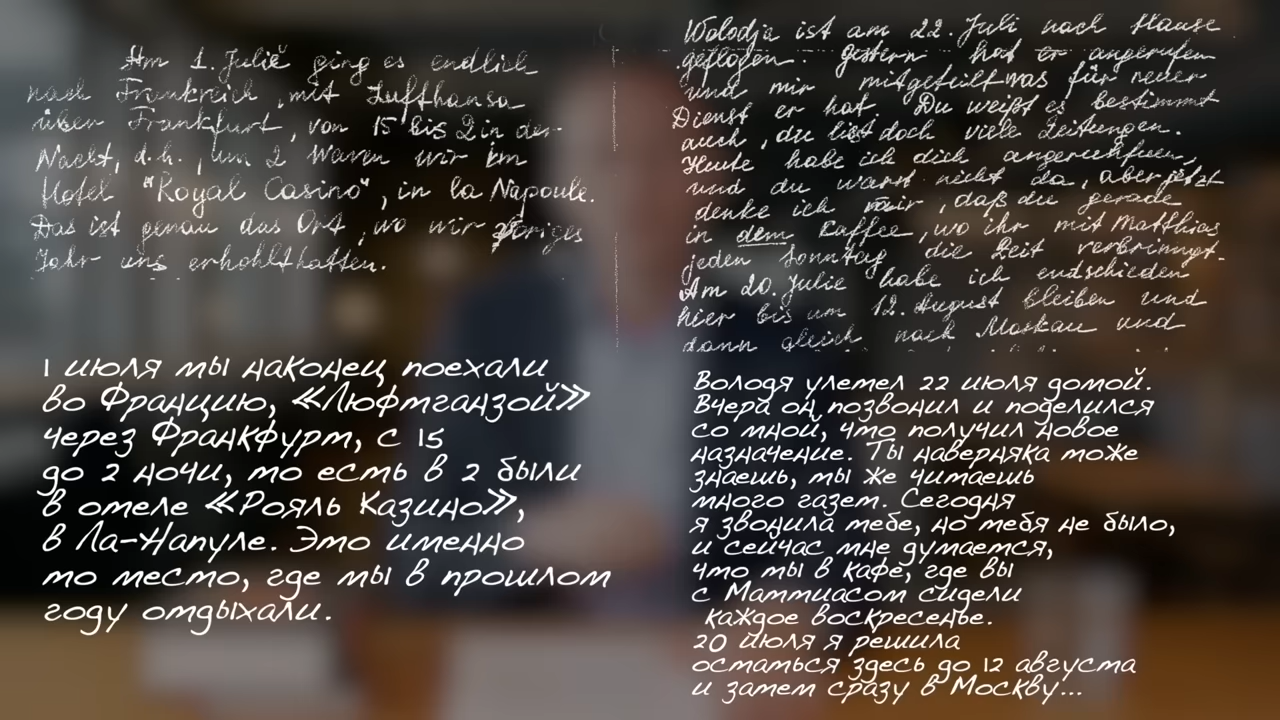 Am 1. Julie ging es endlich
nach Frankreich, mit Lufthansa
über Frankfurt, von 15 bis 2 in der
Nacht, d.h., um 2 waren wir im
Hotel "Royal Casino", in la Napoule.
Das ist genau das Ort, wo wir voriges
Jahr uns erhohlt hatten.
1 июля мы наконец поехали
во Францию, «Люфтганзой»
через Франкфурт, с 15
до 2 ночи, то есть в 2 были
в отеле «Рояль Казино»,
в Ла-Напуле. Это именно
то место, где мы в прошлом
году отдыхали.
Wolodja ist am 22. Juli nach Hause
geflogen. Gestern hat er angerufen
und mir mitgeteilt was für neuer
Dienst er hat. Du weißt es bestimmt
auch, du list doch viele Zeitungen.
Heute habe ich dich angerufen,
und du warst nicht da, aber jetzt
denke ich mir, daß du gerade
in dem Kaffee, wo ihr mit Matthias
jeden Sonntag die Zeit verbringt.
Am 20. Julie habe ich endschieden
hier bis um 12. August bleiben und
dann gleich nach Moskau und
Володя улетел 22 июля домой.
Вчера он позвонил и поделился
со мной, что получил новое
назначение. Ты наверняка тоже
знаешь, ты же читаешь
много газет. Сегодня
я звонила тебе, но тебя не было,
и сейчас мне думается,
что ты в кафе, где вы
с Маттиасом сидели
каждое воскресенье.
20 июля я решила
остаться здесь до 12 августа
и затем сразу в Москву...